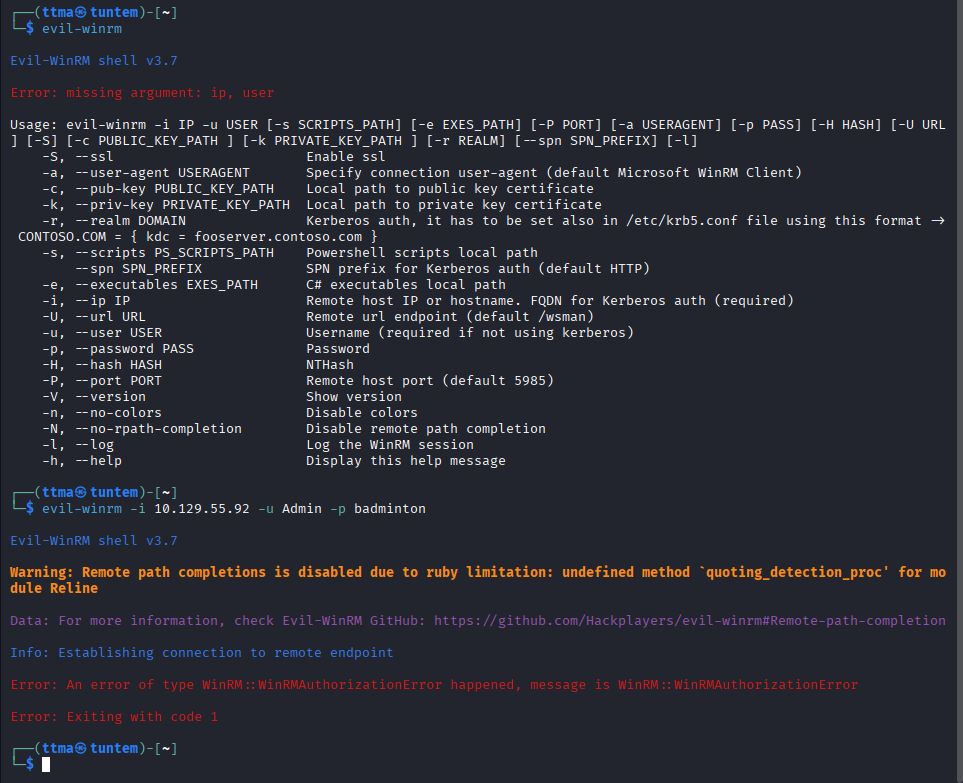 ┌──(ttma㉿tuntem)-[~]
└─$ evil-winrm
Evil-WinRM shell v3.7
Error: missing argument: ip, user
Usage: evil-winrm -i IP -u USER [-s SCRIPTS_PATH] [-e EXES_PATH] [-P PORT] [-a USERAGENT] [-p PASS] [-H HASH] [-U URL
] [-S] [-c PUBLIC_KEY_PATH ] [-k PRIVATE_KEY_PATH ] [-r REALM] [--spn SPN_PREFIX] [-l]
    -S, --ssl                        Enable ssl
    -a, --user-agent USERAGENT       Specify connection user-agent (default Microsoft WinRM Client)
    -c, --pub-key PUBLIC_KEY_PATH    Local path to public key certificate
    -k, --priv-key PRIVATE_KEY_PATH  Local path to private key certificate
    -r, --realm DOMAIN               Kerberos auth, it has to be set also in /etc/krb5.conf file using this format ->
 CONTOSO.COM = { kdc = fooserver.contoso.com }
    -s, --scripts PS_SCRIPTS_PATH    Powershell scripts local path
        --spn SPN_PREFIX             SPN prefix for Kerberos auth (default HTTP)
    -e, --executables EXES_PATH      C# executables local path
    -i, --ip IP                      Remote host IP or hostname. FQDN for Kerberos auth (required)
    -U, --url URL                    Remote url endpoint (default /wsman)
    -u, --user USER                  Username (required if not using kerberos)
    -p, --password PASS              Password
    -H, --hash HASH                  NTHash
    -P, --port PORT                  Remote host port (default 5985)
    -V, --version                    Show version
    -n, --no-colors                  Disable colors
    -N, --no-rpath-completion        Disable remote path completion
    -l, --log                        Log the WinRM session
    -h, --help                       Display this help message
┌──(ttma㉿tuntem)-[~]
└─$ evil-winrm -i 10.129.55.92 -u Admin -p badminton
Evil-WinRM shell v3.7
Warning: Remote path completions is disabled due to ruby limitation: undefined method `quoting_detection_proc' for mo
dule Reline
Data: For more information, check Evil-WinRM GitHub: https://github.com/Hackplayers/evil-winrm#Remote-path-completion
Info: Establishing connection to remote endpoint
Error: An error of type WinRM::WinRMAuthorizationError happened, message is WinRM::WinRMAuthorizationError
Error: Exiting with code 1
┌──(ttma㉿tuntem)-[~]
└─$